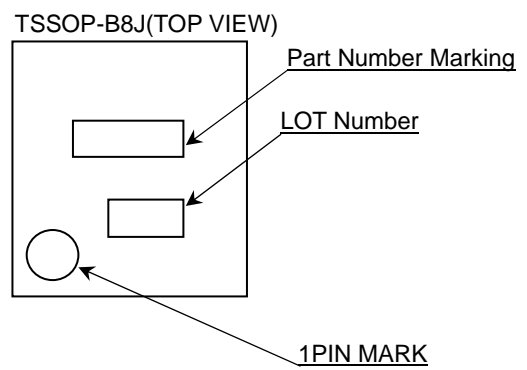 TSSOP-B8J(TOP VIEW)
Part Number Marking
LOT Number
1PIN MARK